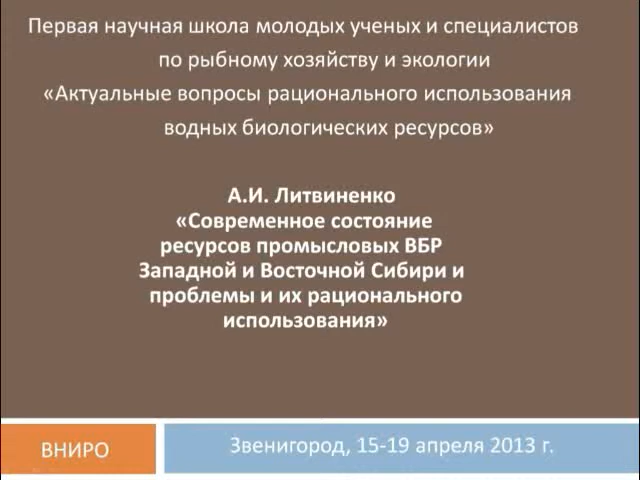 Первая научная школа молодых ученых и специалистов
по рыбному хозяйству и экологии
«Актуальные вопросы рационального использования
водных биологических ресурсов»
А.И. Литвиненко
«Современное состояние
ресурсов промысловых ВБР
Западной и Восточной Сибири и
проблемы и их рационального
использования»
ВНИРО
Звенигород, 15-19 апреля 2013 г.